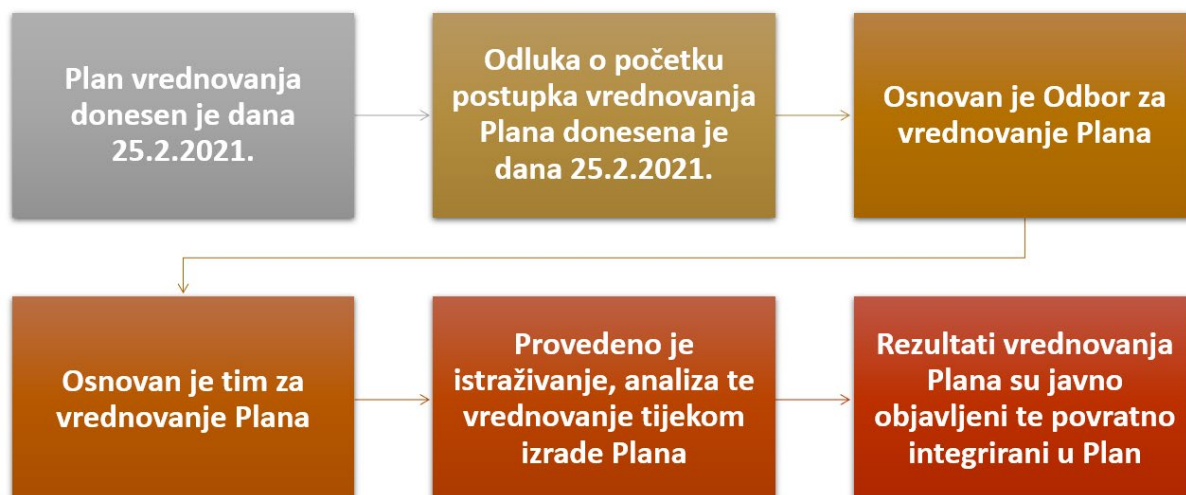 Plan vrednovanja
donesen je dana
25.2.2021.
Odluka o početku
postupka vrednovanja
Plana donesena je
dana 25.2.2021.
Osnovan je Odbor za
vrednovanje Plana
Osnovan je tim za
vrednovanje Plana
Provedeno je
istraživanje, analiza te
vrednovanje tijekom
izrade Plana
Rezultati vrednovanja
Plana su javno
objavljeni te povratno
integrirani u Plan